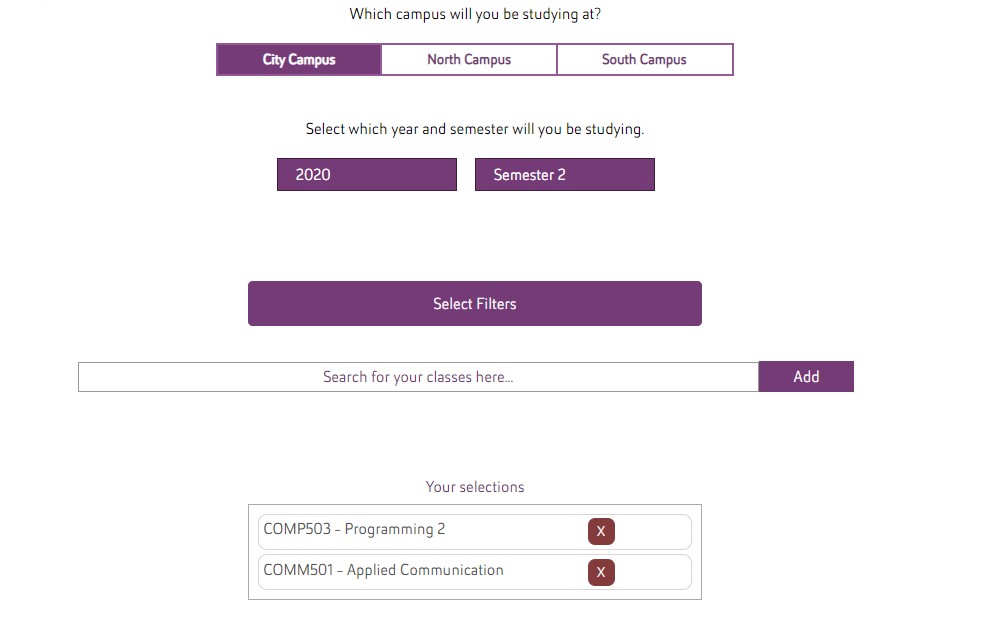 Which campus will you be studying at?
City Campus North Campus South Campus
Select which year and semester will you be studying.
2020 Semester 2
Select Filters
Search for your classes here... Add
Your selections
COMP503 - Programming 2 X
COMM501 - Applied Communication X